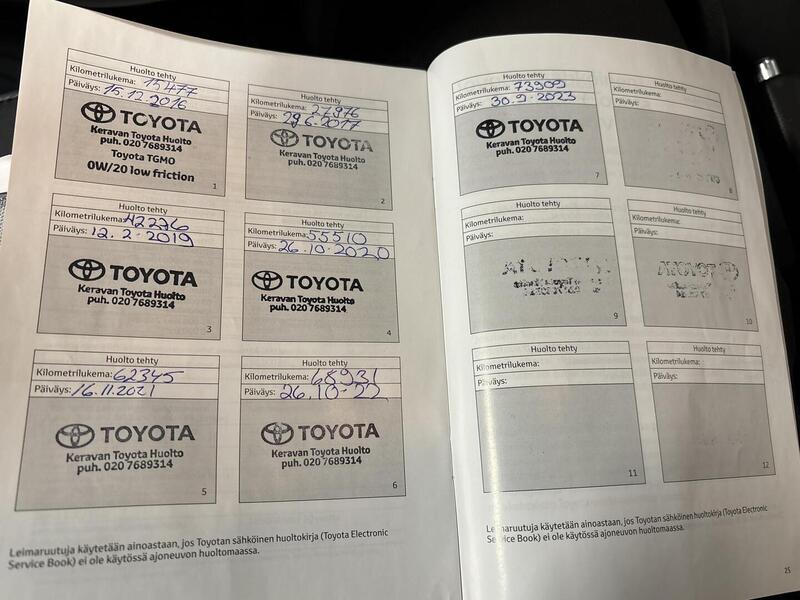 Huolto tehty
Kilometrilukema: 15477
Päiväys: 15.12.2016
TOYOTA
Keravan Toyota Huolto
puh. 020 7689314
Toyota TGMO
0W/20 low friction
1
Huolto tehty
Kilometrilukema: 27976
Päiväys: 29.6.2017
TOYOTA
Keravan Toyota Huolto
puh. 020 7689314
2
Huolto tehty
Kilometrilukema: 42276
Päiväys: 12.2.2019
TOYOTA
Keravan Toyota Huolto
puh. 020 7689314
3
Huolto tehty
Kilometrilukema: 55510
Päiväys: 26.10.2020
TOYOTA
Keravan Toyota Huolto
puh. 020 7689314
4
Huolto tehty
Kilometrilukema: 62345
Päiväys: 16.11.2021
TOYOTA
Keravan Toyota Huolto
puh. 020 7689314
5
Huolto tehty
Kilometrilukema: 68931
Päiväys: 26.10-22
TOYOTA
Keravan Toyota Huolto
puh. 020 7689314
6
Leimaruutuja käytetään ainoastaan, jos Toyotan sähköinen huoltokirja (Toyota Electronic
Service Book) ei ole käytössä ajoneuvon huoltomaassa.
Huolto tehty
Kilometrilukema: 73909
Päiväys: 30.9-2023
TOYOTA
Keravan Toyota Huolto
puh. 020 7689314
7
Huolto tehty
Kilometrilukema:
Päiväys:
8
Huolto tehty
Kilometrilukema:
Päiväys:
9
Huolto tehty
Kilometrilukema:
Päiväys:
10
Huolto tehty
Kilometrilukema:
Päiväys:
11
Huolto tehty
Kilometrilukema:
Päiväys:
12
Leimaruutuja käytetään ainoastaan, jos Toyotan sähköinen huoltokirja (Toyota Electronic
Service Book) ei ole käytössä ajoneuvon huoltomaassa.
25